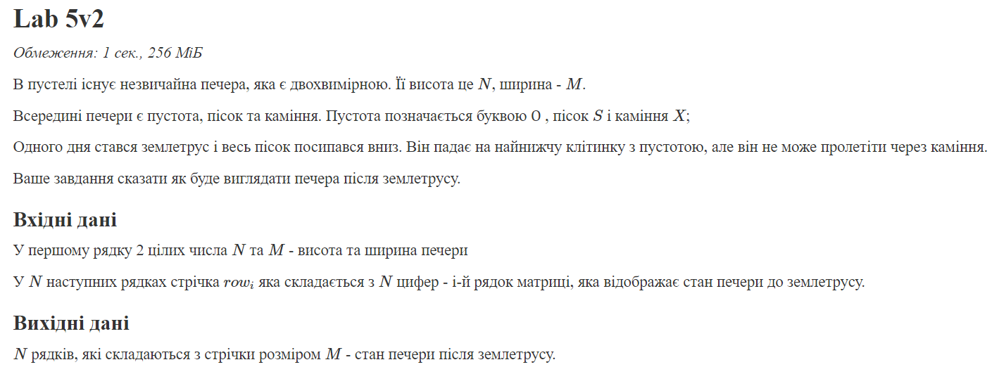 Lab 5v2
Обмеження: 1 сек., 256 МіБ
В пустелі існує незвичайна печера, яка є двохвимірною. Її висота це N, ширина - M.
Всередині печери є пустота, пісок та каміння. Пустота позначається буквою O , пісок S і каміння X;
Одного дня стався землетрус і весь пісок посипався вниз. Він падає на найнижчу клітинку з пустотою, але він не може пролетіти через каміння.
Ваше завдання сказати як буде виглядати печера після землетрусу.
Вхідні дані
У першому рядку 2 цілих числа N та M - висота та ширина печери
У N наступних рядках стрічка row_i яка складається з N цифер - i-й рядок матриці, яка відображає стан печери до землетрусу.
Вихідні дані
N рядків, які складаються з стрічки розміром M - стан печери після землетрусу.